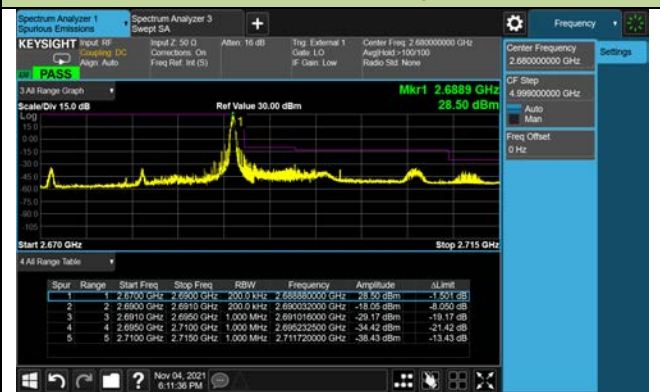 Spectrum Analyzer 1
Spurious Emissions
Spectrum Analyzer 3
Swept SA
+
Frequency
KEYSIGHT
Input: RF
Coupling: DC
Align: Auto
Input Z: 50 Ω
Corrections: On
Freq Ref: Int (S)
Atten: 16 dB
Trig: External 1
Gate: LO
IF Gain: Low
Center Freq: 2.680000000 GHz
Avg|Hold:>100/100
Radio Std: None
PASS
Center Frequency
2.680000000 GHz
Settings
CF Step
4.999000000 GHz
Auto
Man
Freq Offset
0 Hz
3 All Range Graph
Mkr1 2.6889 GHz
28.50 dBm
Scale/Div 15.0 dB
Ref Value 30.00 dBm
Log
15.0
0.00
-15.0
-30.0
-45.0
-60.0
-75.0
-90.0
-105
1
Start 2.670 GHz
Stop 2.715 GHz
4 All Range Table
Spur Range Start Freq Stop Freq RBW Frequency Amplitude ΔLimit
1 1 2.6700 GHz 2.6900 GHz 200.0 kHz 2.688880000 GHz 28.50 dBm -1.501 dB
2 2 2.6900 GHz 2.6910 GHz 200.0 kHz 2.690032000 GHz -18.05 dBm -8.050 dB
3 3 2.6910 GHz 2.6950 GHz 1.000 MHz 2.691016000 GHz -29.17 dBm -19.17 dB
4 4 2.6950 GHz 2.7100 GHz 1.000 MHz 2.695232500 GHz -34.42 dBm -21.42 dB
5 5 2.7100 GHz 2.7150 GHz 1.000 MHz 2.711720000 GHz -38.43 dBm -13.43 dB
?
Nov 04, 2021
6:11:36 PM